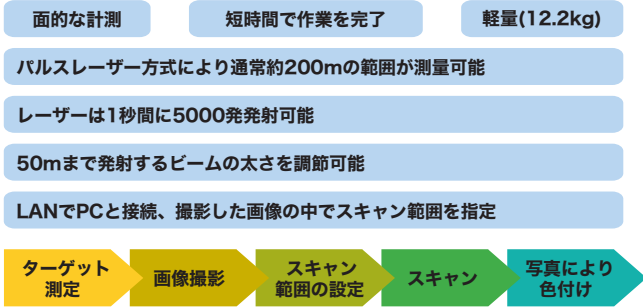 面的な計測
短時間で作業を完了
軽量(12.2kg)
パルスレーザー方式により通常約200mの範囲が測量可能
レーザーは1秒間に5000発発射可能
50mまで発射するビームの太さを調節可能
LANでPCと接続、撮影した画像の中でスキャン範囲を指定
ターゲット
測定
画像撮影
スキャン
範囲の設定
スキャン
写真により
色付け